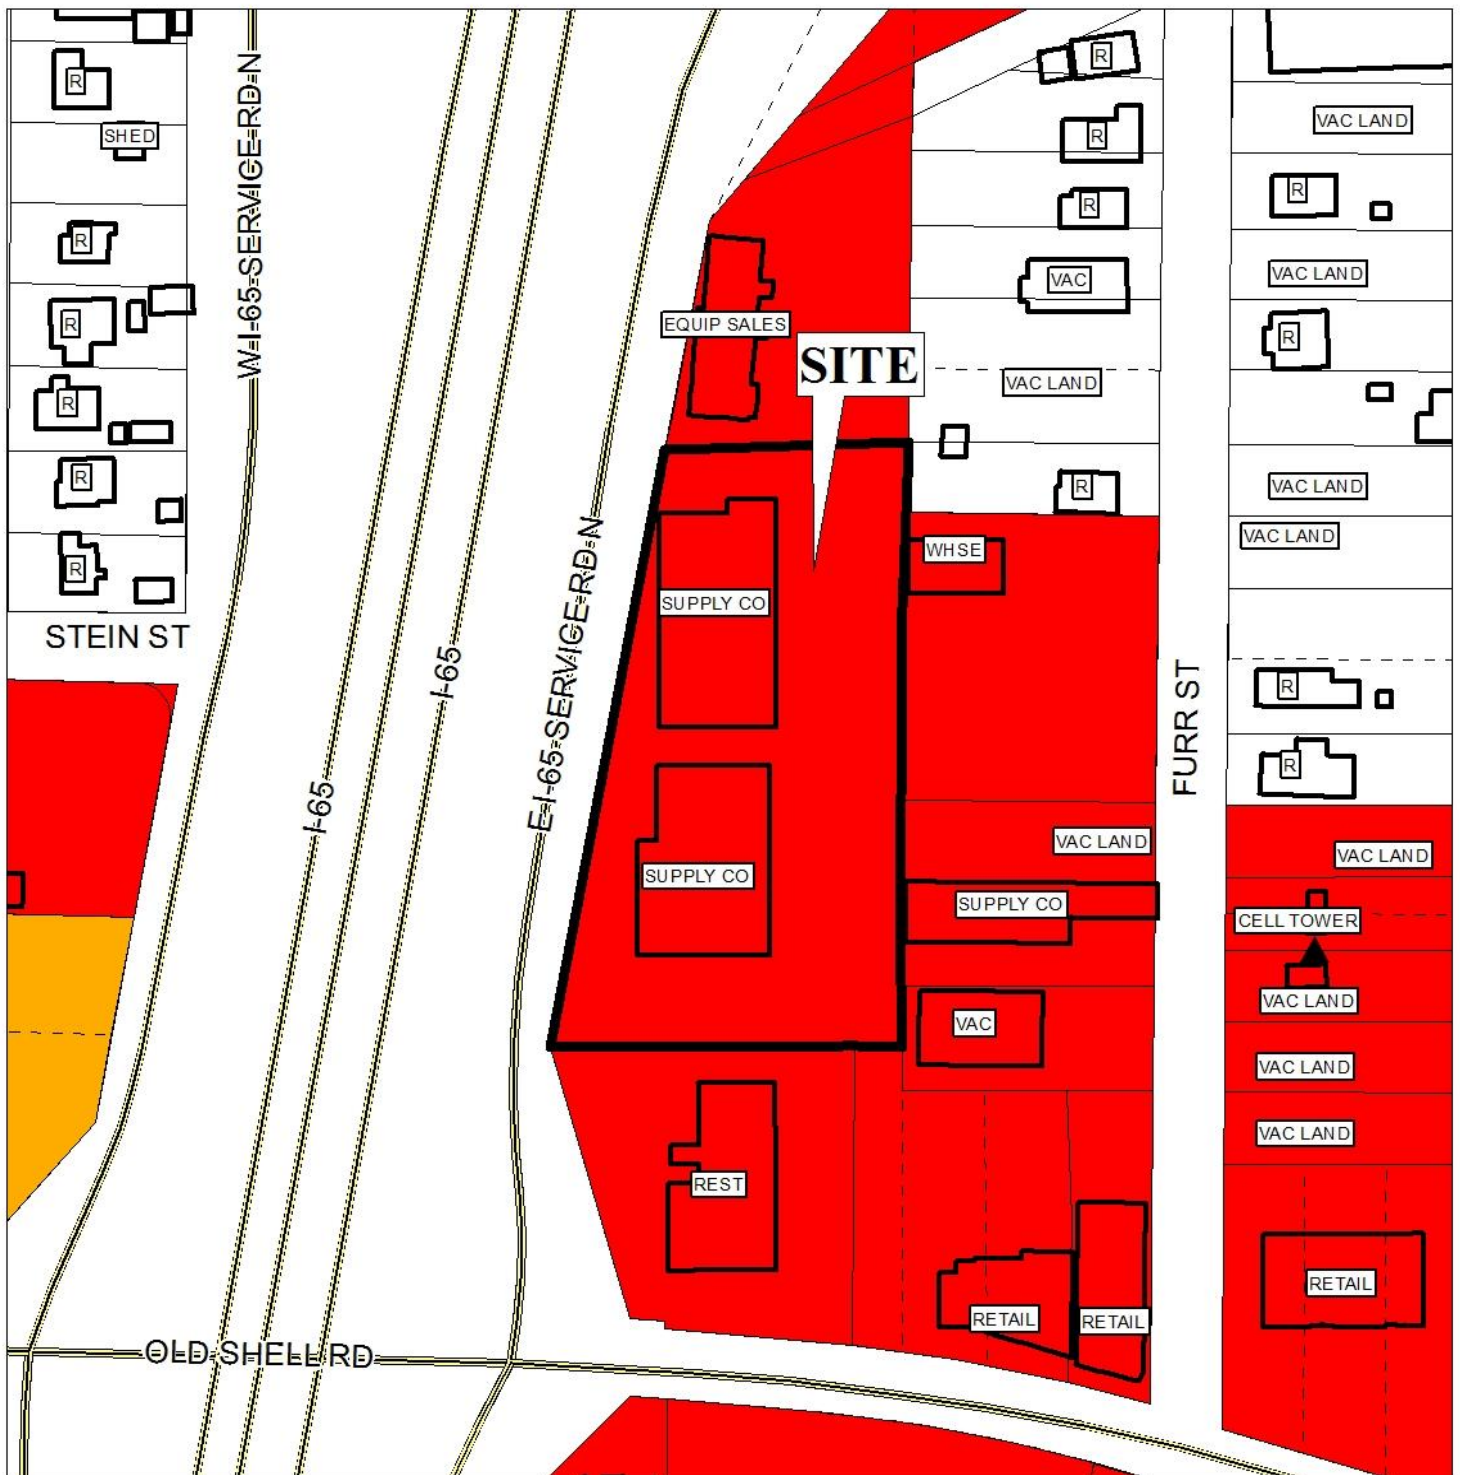 R
R
SHED
R
VAC LAND
R
R
R
VAC
VAC LAND
R
EQUIP SALES
R
SITE
VAC LAND
R
R
R
VAC LAND
W-I-65-SERVICE-RD-N
VAC LAND
WHSE
R
SUPPLY CO
STEIN ST
I-65
E-I-65-SERVICE-RD-N
R
FURR ST
R
I-65
VAC LAND
VAC LAND
SUPPLY CO
SUPPLY CO
CELL TOWER
VAC LAND
VAC
VAC LAND
VAC LAND
REST
RETAIL
RETAIL
RETAIL
OLD SHELL RD